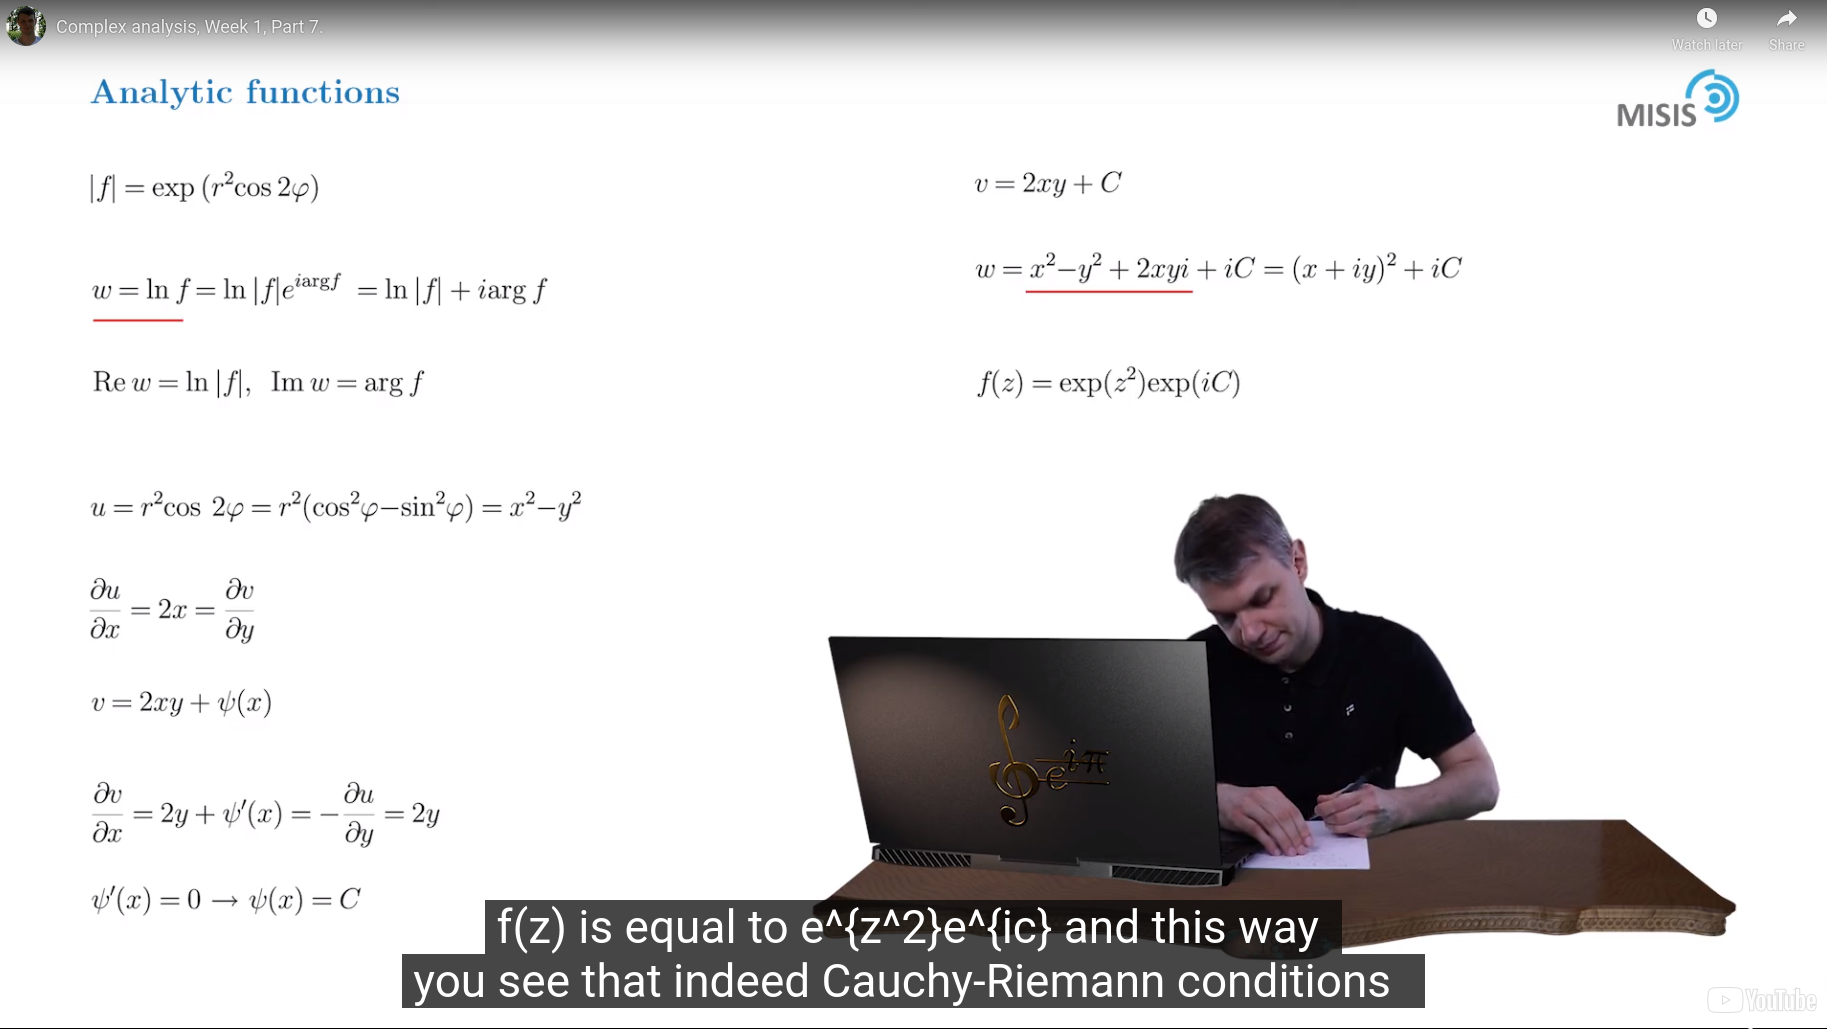 Complex analysis, Week 1, Part 7.
Watch later
Share
Analytic functions
MISIS
|f| = exp (r²cos 2φ)
w = ln f = ln |f|e^{iarg f} = ln |f| + iarg f
Re w = ln |f|, Im w = arg f
u = r²cos 2φ = r²(cos²φ−sin²φ) = x²−y²
∂u/∂x = 2x = ∂v/∂y
v = 2xy + ψ(x)
∂v/∂x = 2y + ψ′(x) = −∂u/∂y = 2y
ψ′(x) = 0 → ψ(x) = C
v = 2xy + C
w = x²−y² + 2xyi + iC = (x + iy)² + iC
f(z) = exp(z²)exp(iC)
e^{iπ}
f(z) is equal to e^{z^2}e^{ic} and this way
you see that indeed Cauchy-Riemann conditions
YouTube